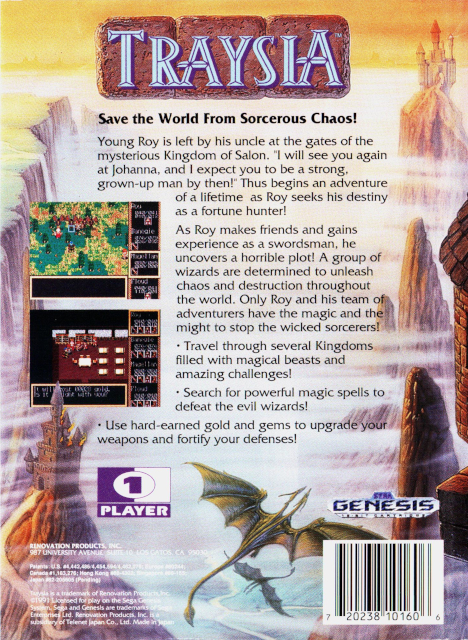 TRAYSIA™
Save the World From Sorcerous Chaos!
Young Roy is left by his uncle at the gates of the
mysterious Kingdom of Salon. "I will see you again
at Johanna, and I expect you to be a strong,
grown-up man by then!" Thus begins an adventure
of a lifetime as Roy seeks his destiny
as a fortune hunter!
As Roy makes friends and gains
experience as a swordsman, he
uncovers a horrible plot! A group of
wizards are determined to unleash
chaos and destruction throughout
the world. Only Roy and his team of
adventurers have the magic and the
might to stop the wicked sorcerers!
• Travel through several Kingdoms
filled with magical beasts and
amazing challenges!
• Search for powerful magic spells to
defeat the evil wizards!
• Use hard-earned gold and gems to upgrade your
weapons and fortify your defenses!
1
PLAYER
SEGA
GENESIS
RENOVATION PRODUCTS, INC.
987 UNIVERSITY AVENUE, SUITE 10, LOS GATOS, CA
Traysia is a trademark of Renovation Products, Inc.
©1991 Licensed for play on the Sega Genesis
System. Sega and Genesis are trademarks of Sega
Enterprises Ltd. Renovation Products, Inc. is a
subsidiary of Telenet Japan Co., Ltd. Made in Japan
7 20238 10160 6